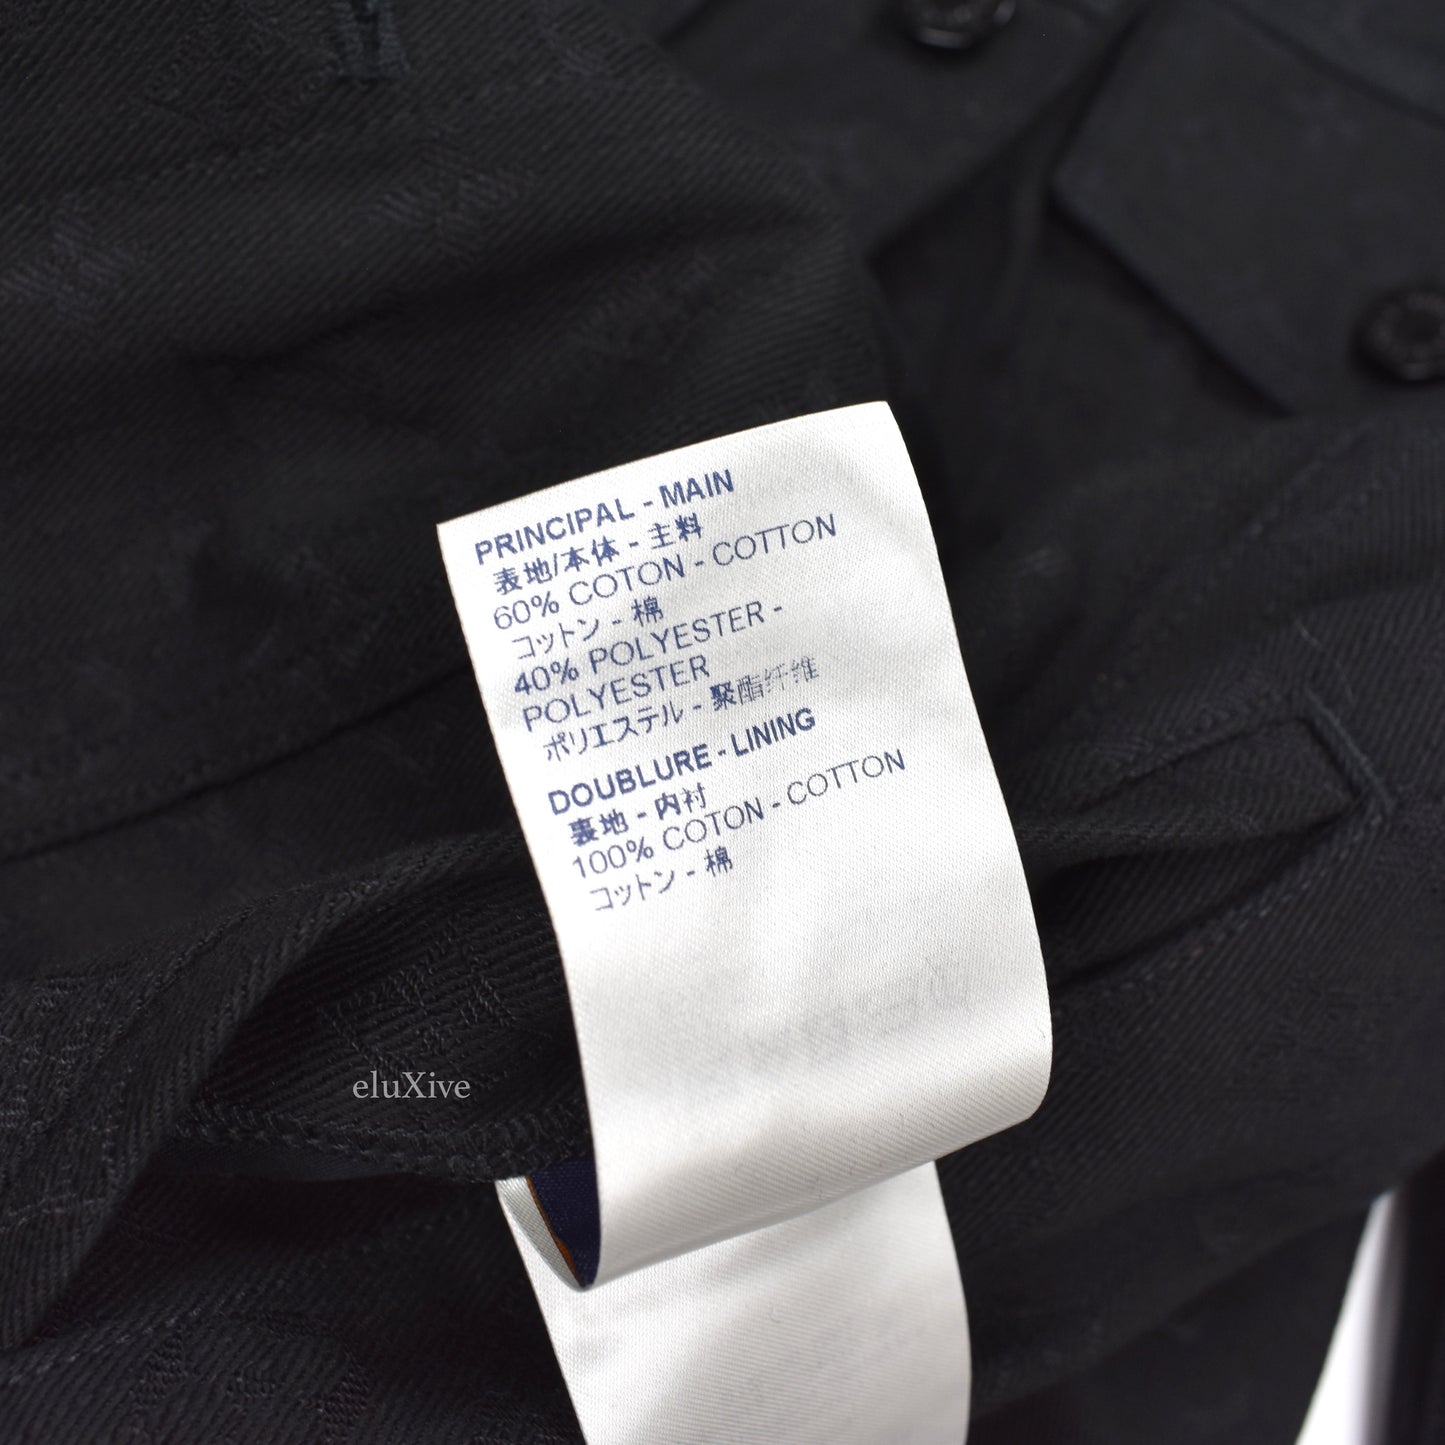 PRINCIPAL - MAIN
表地/本体 - 主料
60% COTON - COTTON
コットン - 棉
40% POLYESTER -
POLYESTER
ポリエステル - 聚酯纤维
DOUBLURE - LINING
裏地 - 内衬
100% COTON - COTTON
コットン - 棉
eluXive